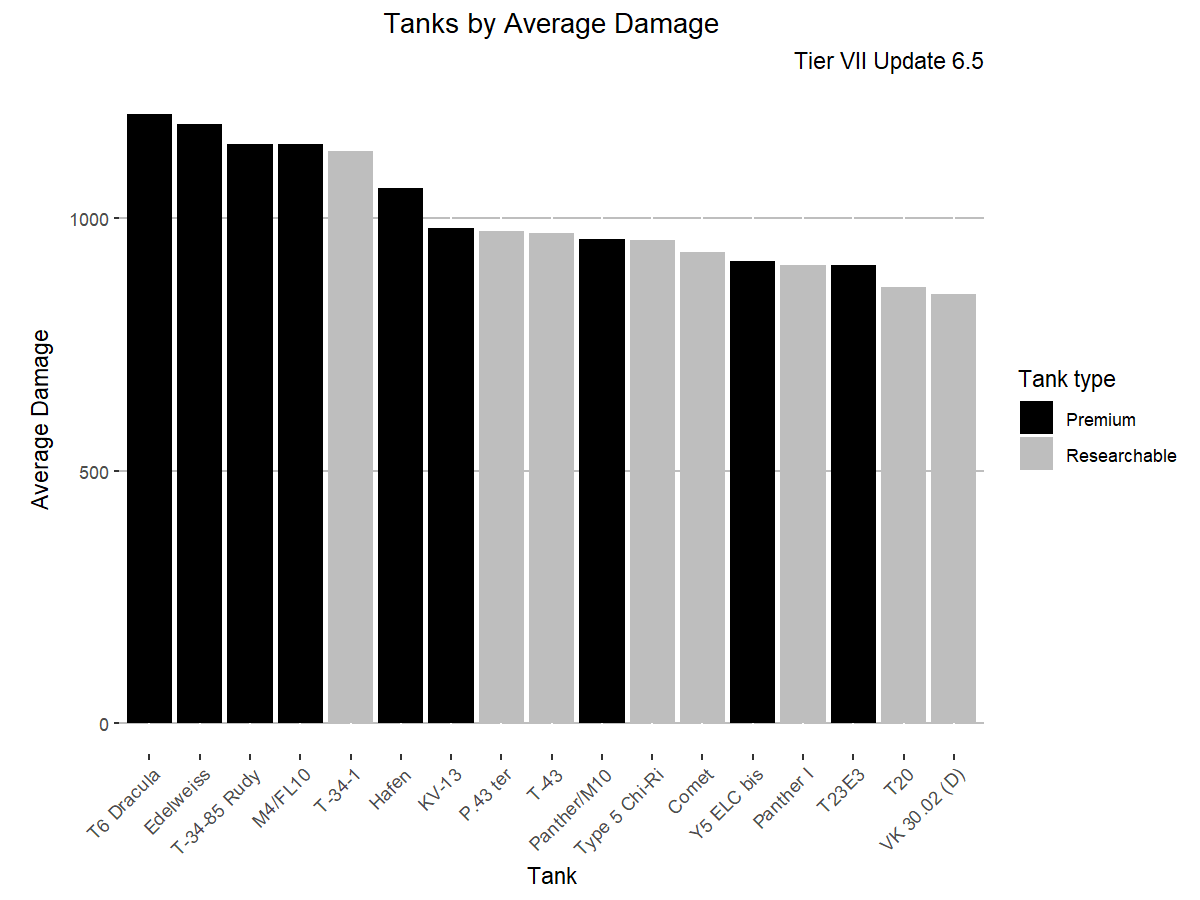 Tanks by Average Damage
Tier VII Update 6.5
Average Damage
1000
500
0
T6 Dracula
Edelweiss
T-34-85 Rudy
M4/FL10
T-34-1
Hafen
KV-13
P.43 ter
T-43
Panther/M10
Type 5 Chi-Ri
Comet
Y5 ELC bis
Panther I
T23E3
T20
VK 30.02 (D)
Tank
Tank type
Premium
Researchable